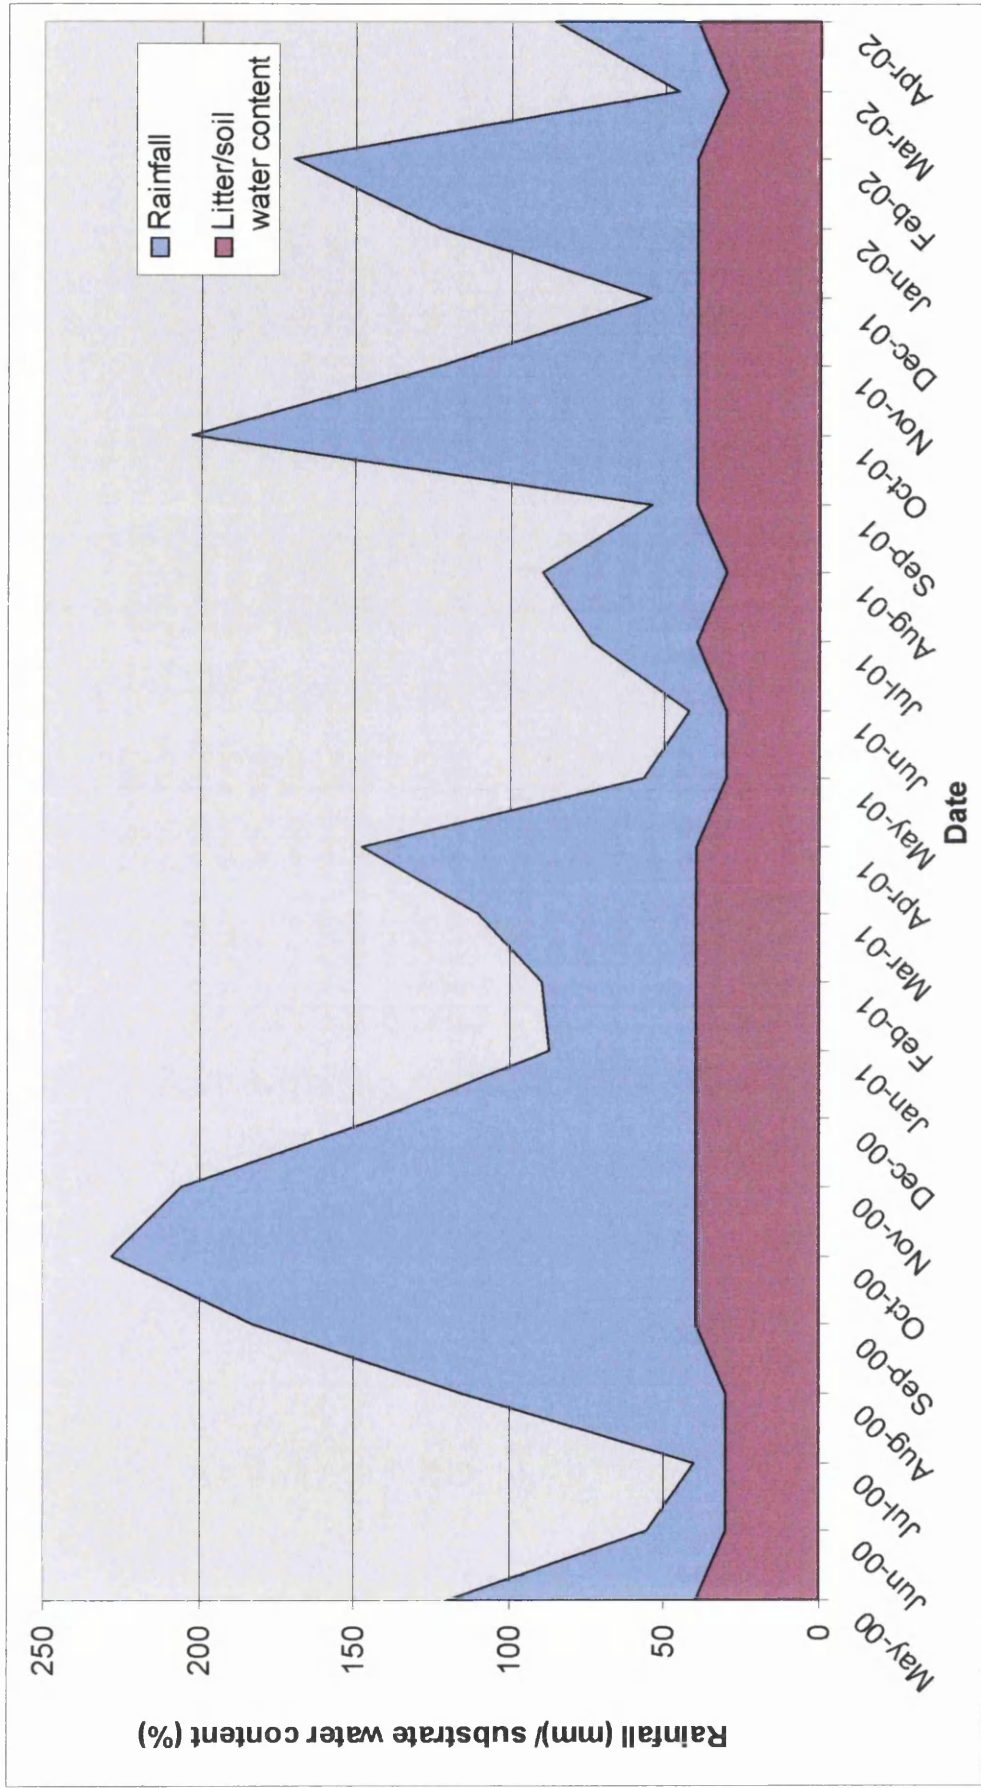 Rainfall (mm)/ substrate water content (%)
250
200
150
100
50
0
Rainfall
Litter/soil
water content
May-00
Jun-00
Jul-00
Aug-00
Sep-00
Oct-00
Nov-00
Dec-00
Jan-01
Feb-01
Mar-01
Apr-01
May-01
Jun-01
Jul-01
Aug-01
Sep-01
Oct-01
Nov-01
Dec-01
Jan-02
Feb-02
Mar-02
Apr-02
Date